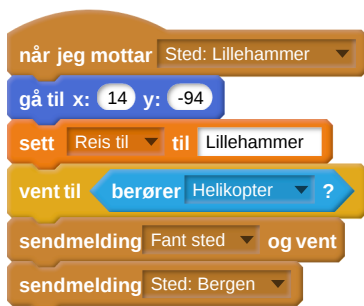 når jeg mottar Sted: Lillehammer
gå til x: 14 y: -94
sett Reis til til Lillehammer
vent til berører Helikopter ?
sendmelding Fant sted og vent
sendmelding Sted: Bergen